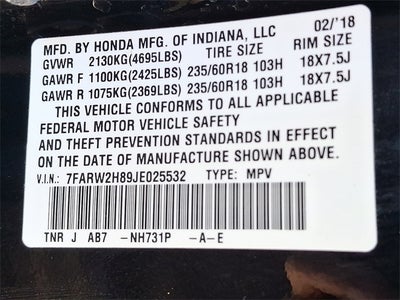 MFD. BY HONDA MFG. OF INDIANA, LLC 02/'18
GVWR 2130KG(4695LBS) TIRE SIZE RIM SIZE
GAWR F 1100KG(2425LBS) 235/60R18 103H 18X7.5J
GAWR R 1075KG(2369LBS) 235/60R18 103H 18X7.5J
THIS VEHICLE CONFORMS TO ALL APPLICABLE
FEDERAL MOTOR VEHICLE SAFETY
AND THEFT PREVENTION STANDARDS IN EFFECT
ON THE DATE OF MANUFACTURE SHOWN ABOVE.
V.I.N.: 7FARW2H89JE025532 TYPE: MPV
TNR J AB7 -NH731P -A-E